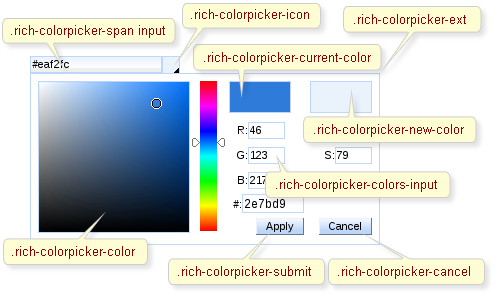 .rich-colorpicker-span input
.rich-colorpicker-icon
.rich-colorpicker-ext
#eaf2fc
.rich-colorpicker-current-color
R: 46
.rich-colorpicker-new-color
G: 123
S: 79
B: 217
.rich-colorpicker-colors-input
#: 2e7bd9
Apply
Cancel
.rich-colorpicker-color
.rich-colorpicker-submit
.rich-colorpicker-cancel